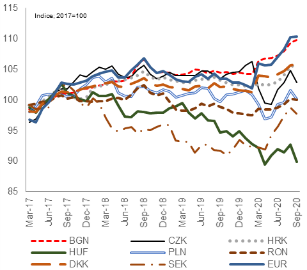 Indice, 2017=100
115
110
105
100
95
90
85
Mar-17
Jun-17
Sep-17
Dec-17
Mar-18
Jun-18
Sep-18
Dec-18
Mar-19
Jun-19
Sep-19
Dec-19
Mar-20
Jun-20
Sep-20
BGN CZK HRK
HUF PLN RON
DKK SEK EUR